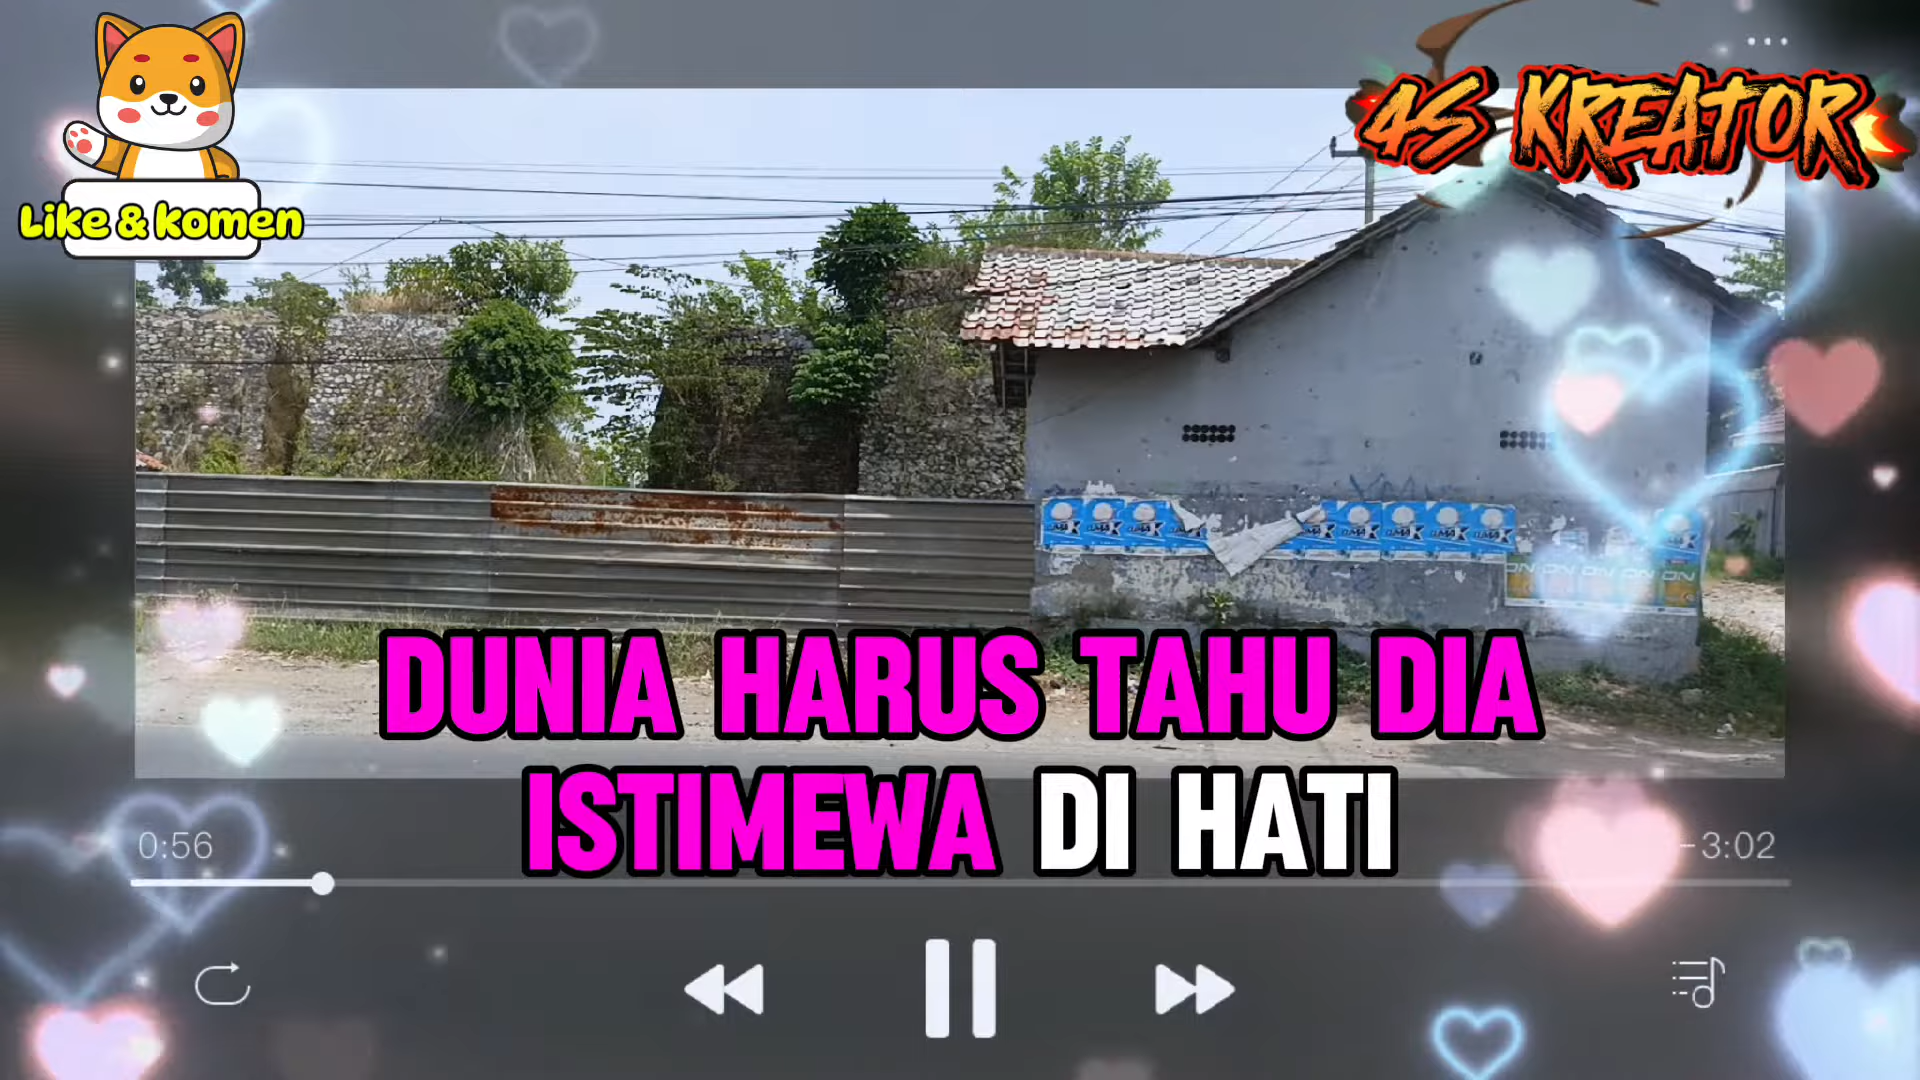 4S KREATOR
Like & komen
DUNIA HARUS TAHU DIA
ISTIMEWA DI HATI
0:56
-3:02